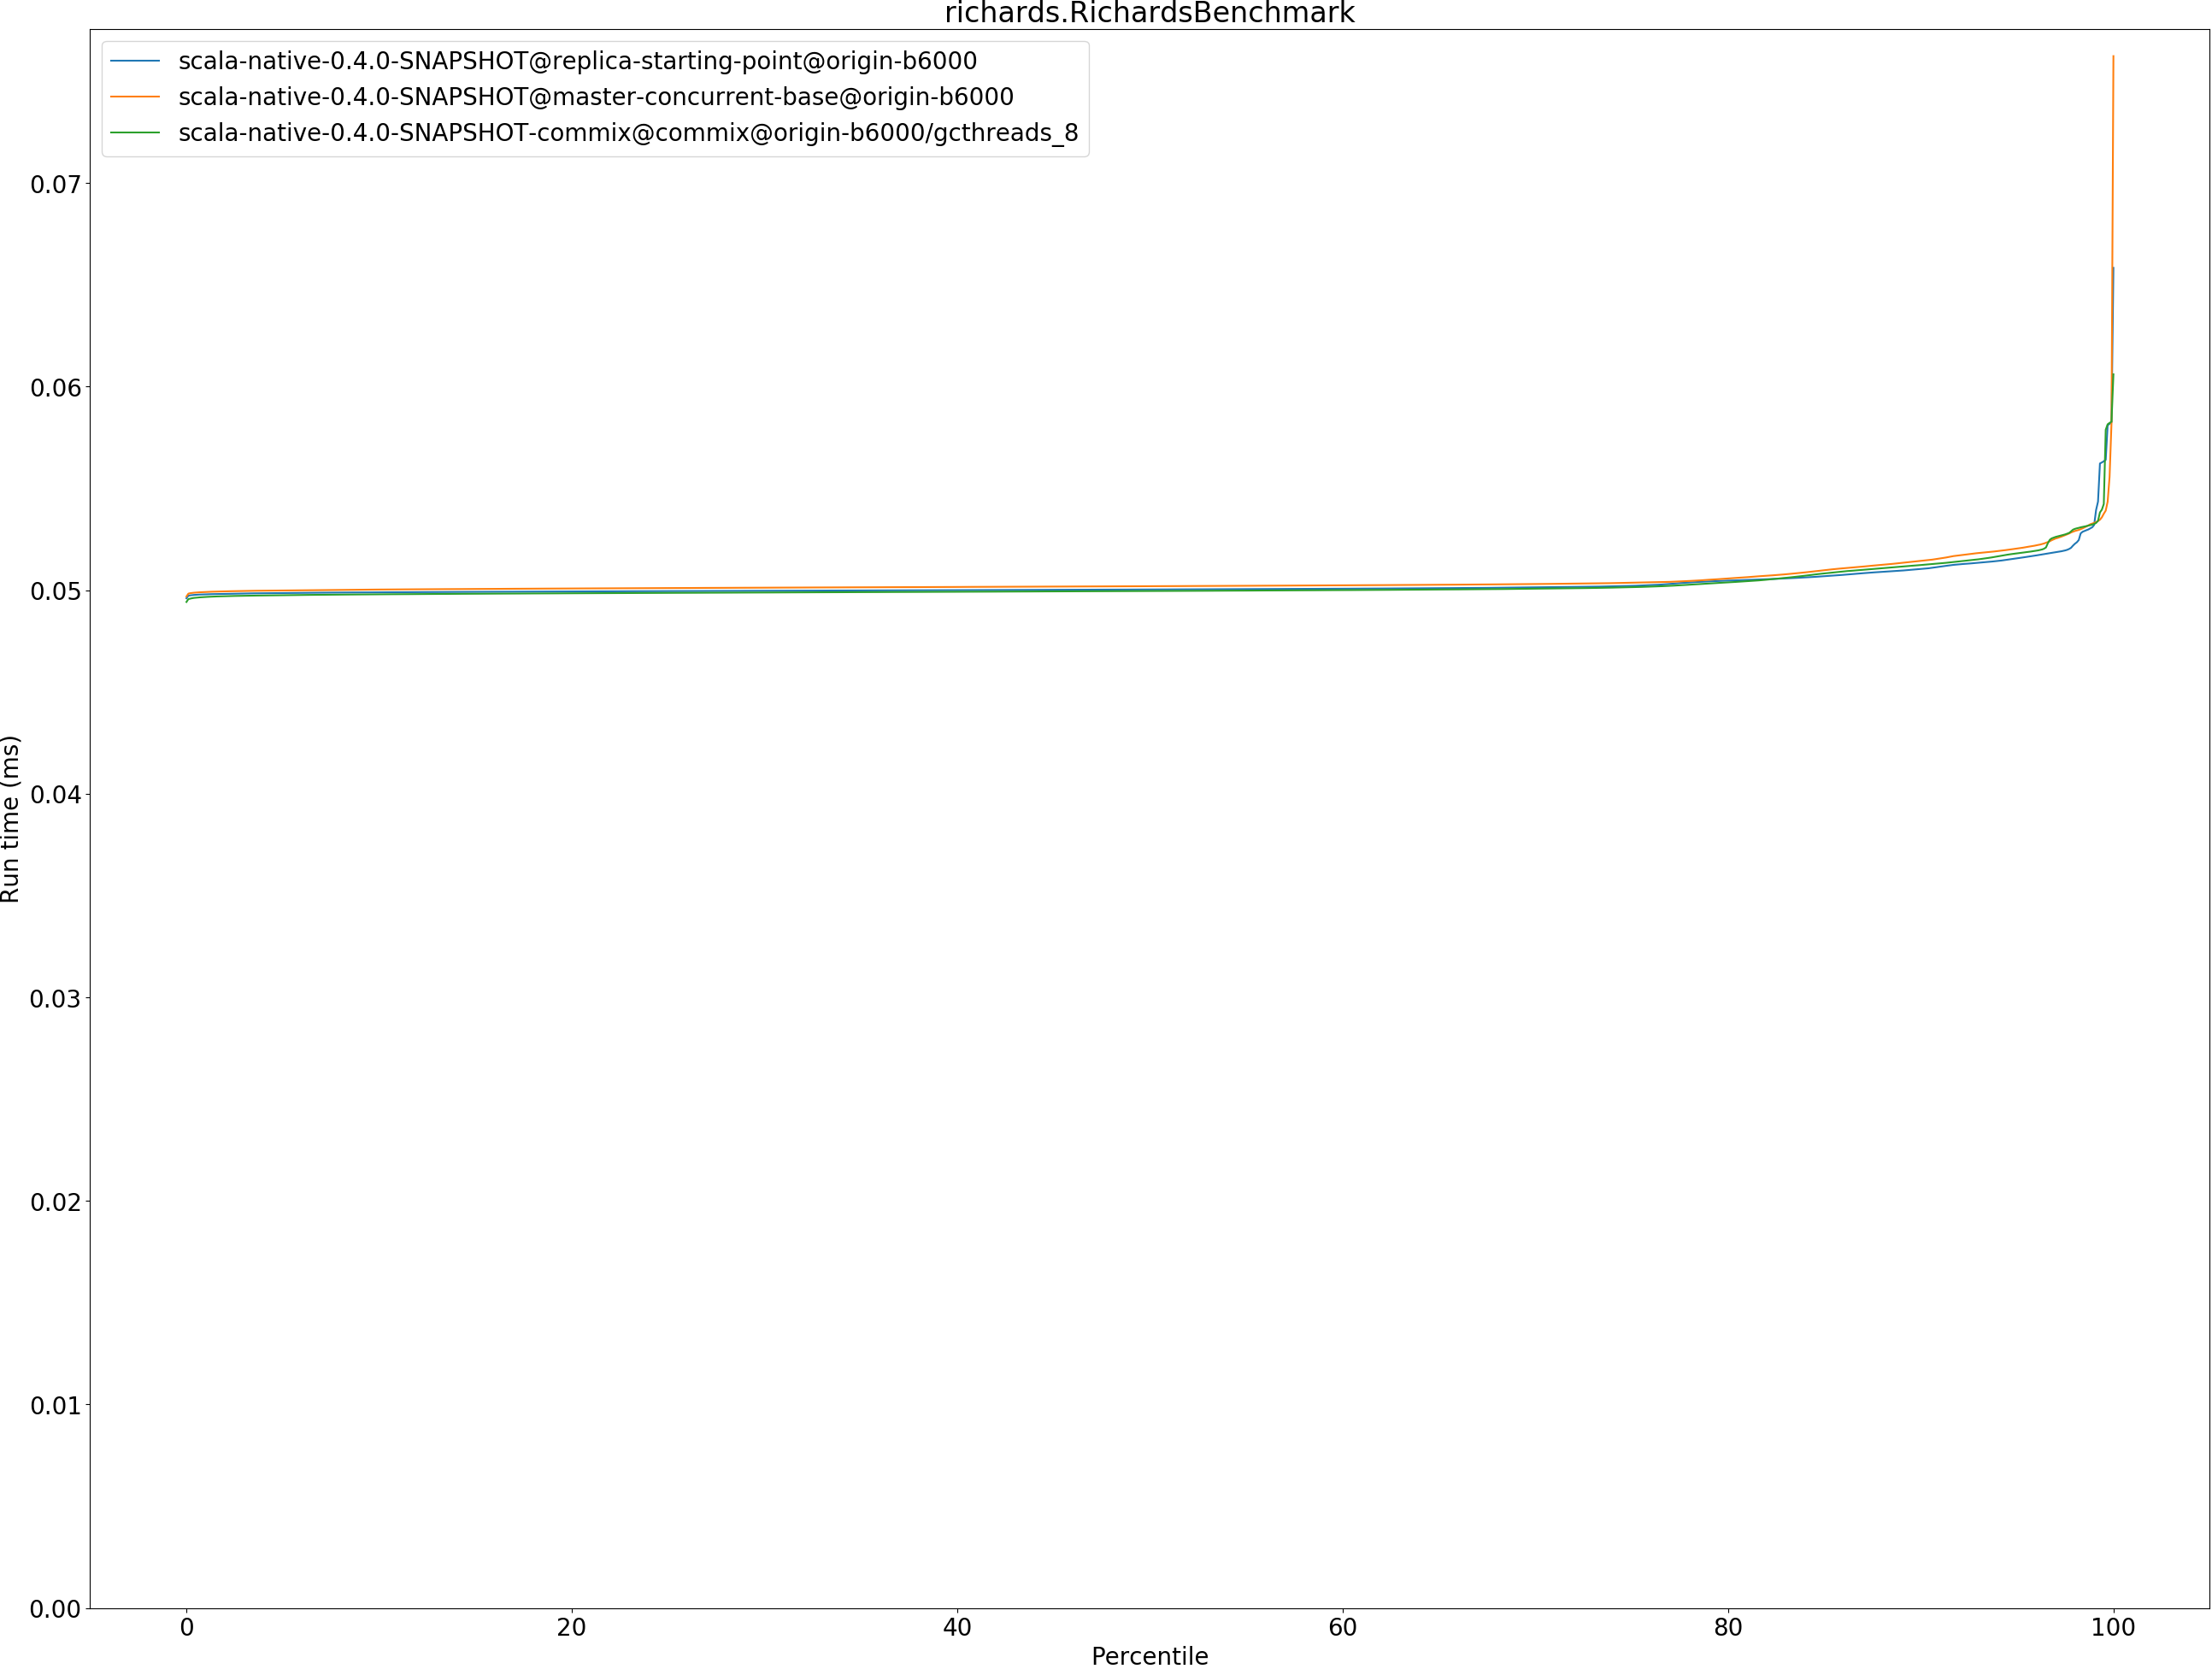 richards.RichardsBenchmark
scala-native-0.4.0-SNAPSHOT@replica-starting-point@origin-b6000
scala-native-0.4.0-SNAPSHOT@master-concurrent-base@origin-b6000
scala-native-0.4.0-SNAPSHOT-commix@commix@origin-b6000/gcthreads_8
0.07
0.06
0.05
0.04
0.03
0.02
0.01
0.00
Run time (ms)
0 20 40 60 80 100
Percentile